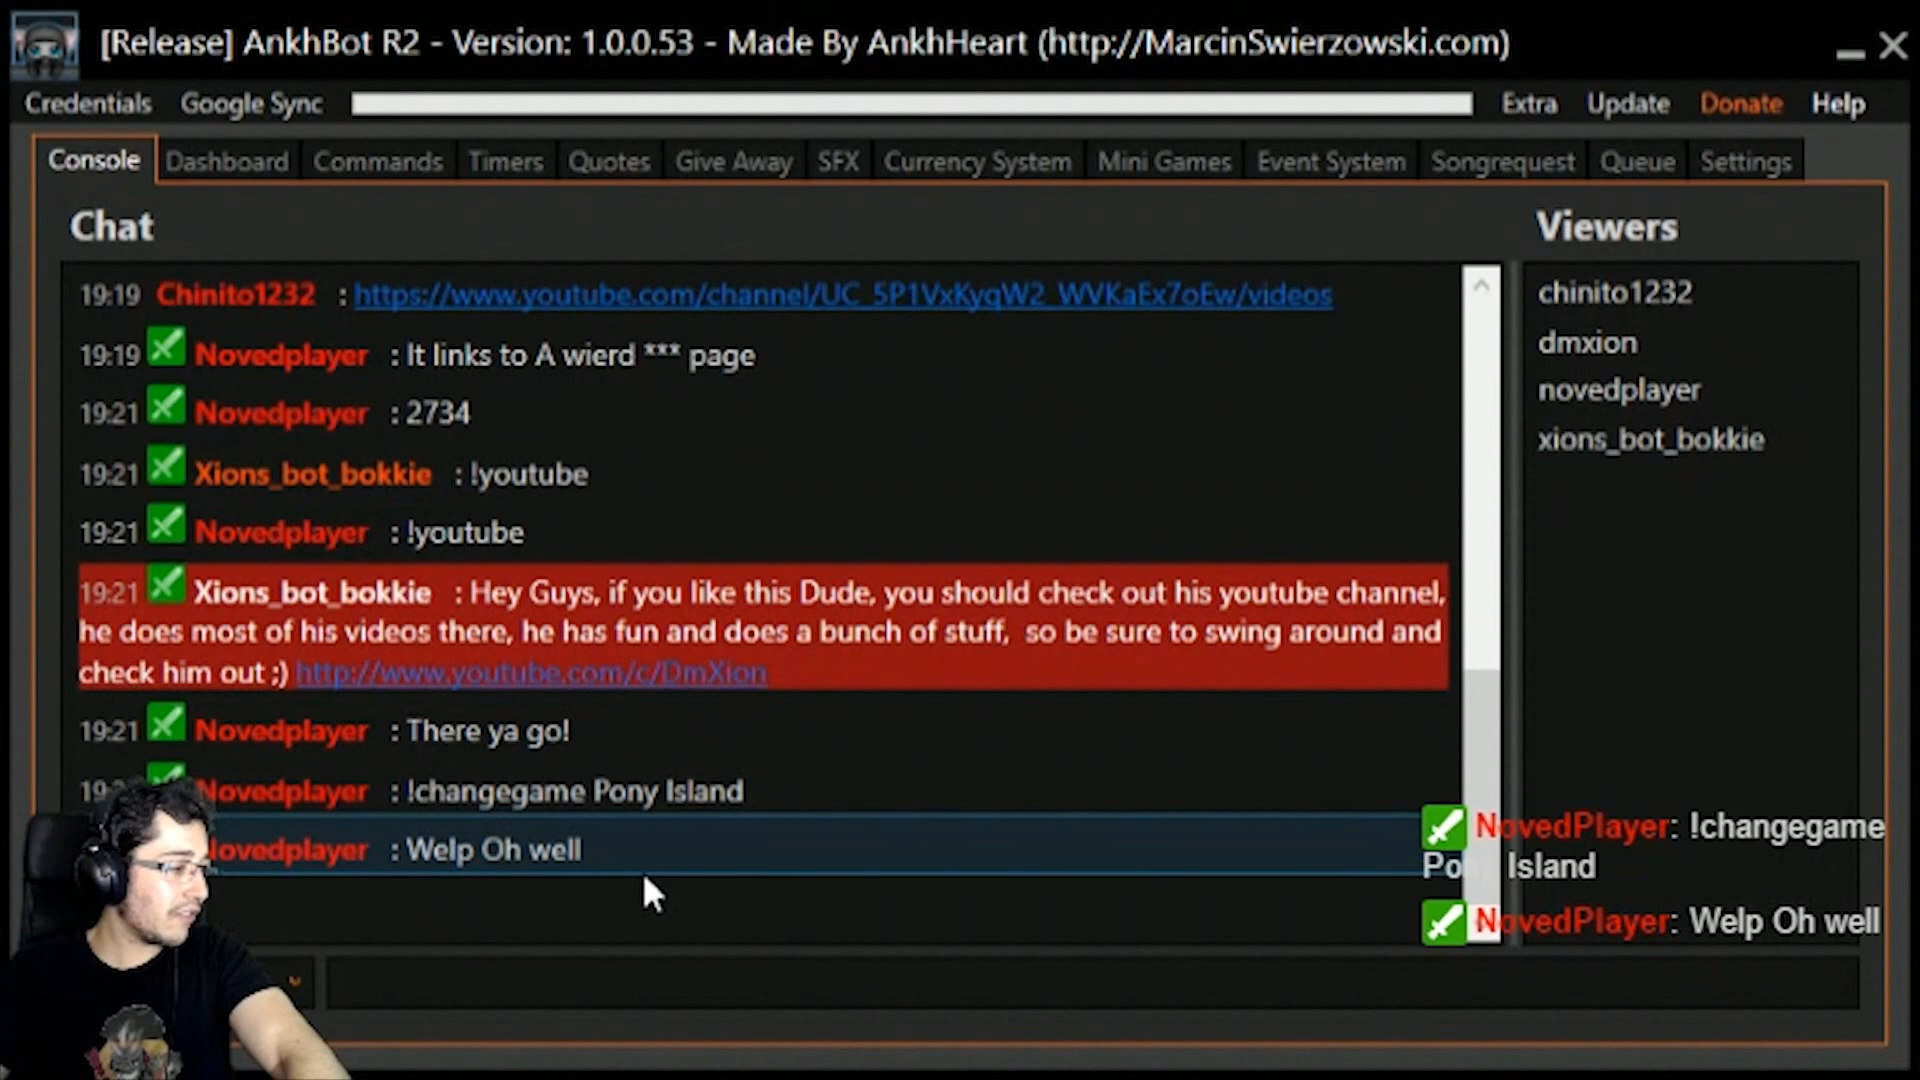 [Release] AnkhBot R2 - Version: 1.0.0.53 - Made By AnkhHeart (http://MarcinSwierzowski.com)
Credentials Google Sync Extra Update Donate Help
Console Dashboard Commands Timers Quotes Give Away SFX Currency System Mini Games Event System Songrequest Queue Settings
Chat
Viewers
19:19 Chinito1232 : https://www.youtube.com/channel/UC_5P1VxKyqW2_WVKaEx7oEw/videos
19:19 Novedplayer : It links to A wierd *** page
19:21 Novedplayer : 2734
19:21 Xions_bot_bokkie : !youtube
19:21 Novedplayer : !youtube
19:21 Xions_bot_bokkie : Hey Guys, if you like this Dude, you should check out his youtube channel,
he does most of his videos there, he has fun and does a bunch of stuff, so be sure to swing around and
check him out ;) http://www.youtube.com/c/DmXion
19:21 Novedplayer : There ya go!
Novedplayer : !changegame Pony Island
Novedplayer : Welp Oh well
chinito1232
dmxion
novedplayer
xions_bot_bokkie
NovedPlayer: !changegame
Island
NovedPlayer: Welp Oh well